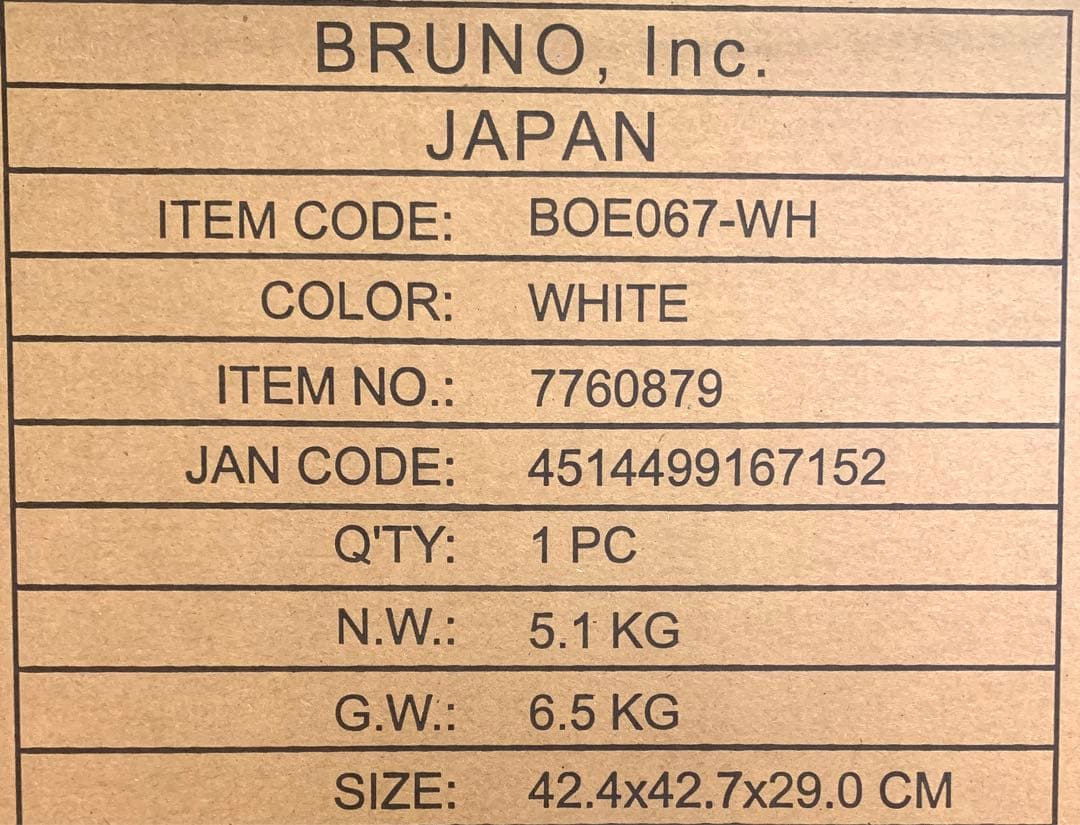 BRUNO, Inc.
JAPAN
ITEM CODE: BOE067-WH
COLOR: WHITE
ITEM NO.: 7760879
JAN CODE: 4514499167152
Q'TY: 1 PC
N.W.: 5.1 KG
G.W.: 6.5 KG
SIZE: 42.4x42.7x29.0 CM